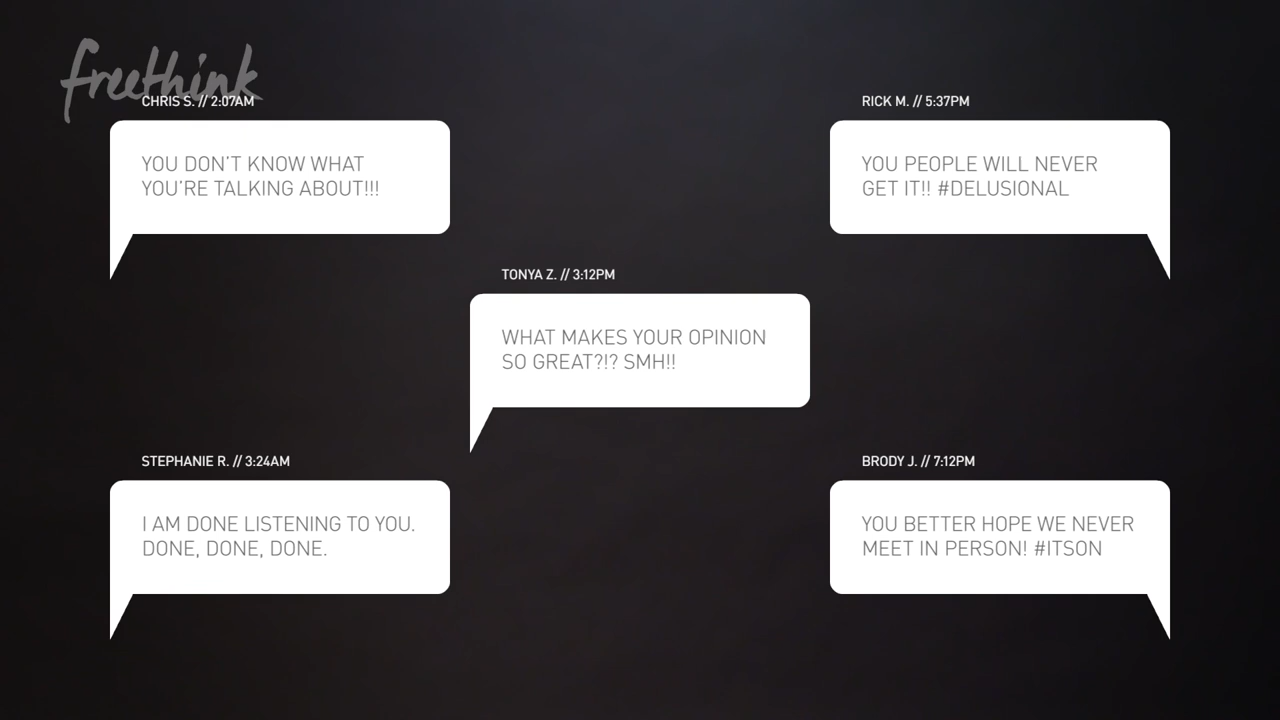 freethink
CHRIS S. // 2:07AM
YOU DON'T KNOW WHAT
YOU'RE TALKING ABOUT!!!
RICK M. // 5:37PM
YOU PEOPLE WILL NEVER
GET IT!! #DELUSIONAL
TONYA Z. // 3:12PM
WHAT MAKES YOUR OPINION
SO GREAT?!? SMH!!
STEPHANIE R. // 3:24AM
I AM DONE LISTENING TO YOU.
DONE, DONE, DONE.
BRODY J. // 7:12PM
YOU BETTER HOPE WE NEVER
MEET IN PERSON! #ITSON